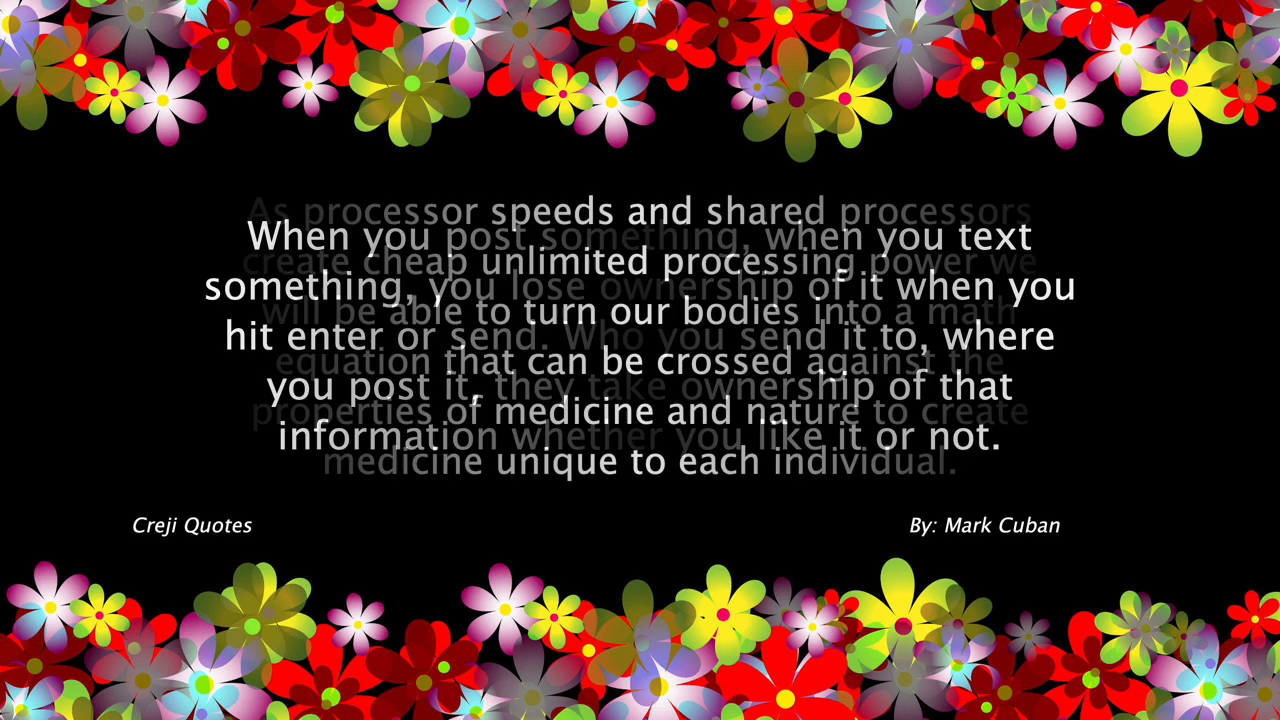 As processor speeds and shared processors
When you post something, when you text
create cheap unlimited processing power we
something, you lose ownership of it when you
will be able to turn our bodies into a math
hit enter or send. Who you send it to, where
equation that can be crossed against the
you post it, they take ownership of that
properties of medicine and nature to create
information whether you like it or not.
medicine unique to each individual.
Creji Quotes
By: Mark Cuban